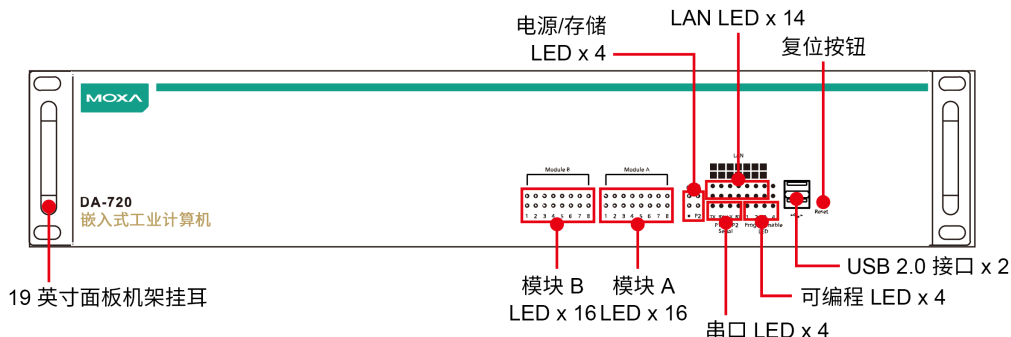 电源/存储
LED x 4
LAN LED x 14
复位按钮
MOXA
LAN
Module B
Module A
DA-720
嵌入式工业计算机
1 2 3 4 5 6 7 8
1 2 3 4 5 6 7 8
P2
Reset
Serial
Programmable
LED
19 英寸面板机架挂耳
模块 B
LED x 16
模块 A
LED x 16
USB 2.0 接口 x 2
可编程 LED x 4
串口 LED x 4